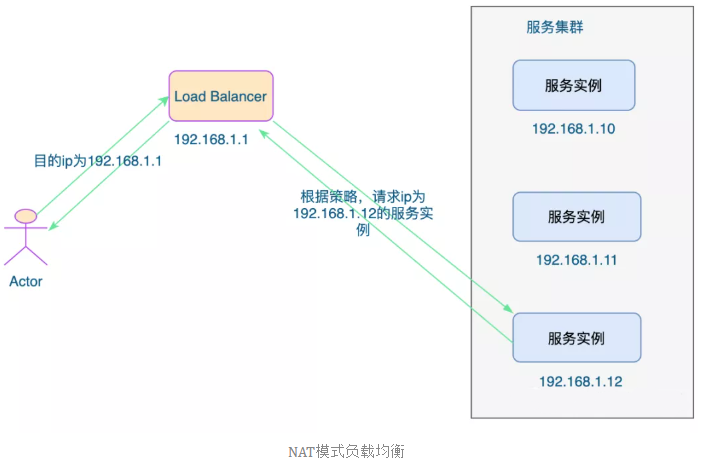 服务集群
服务实例
192.168.1.10
Load Balancer
192.168.1.1
目的ip为192.168.1.1
根据策略，请求ip为
192.168.1.12的服务实
例
服务实例
192.168.1.11
Actor
服务实例
192.168.1.12
NAT模式负载均衡